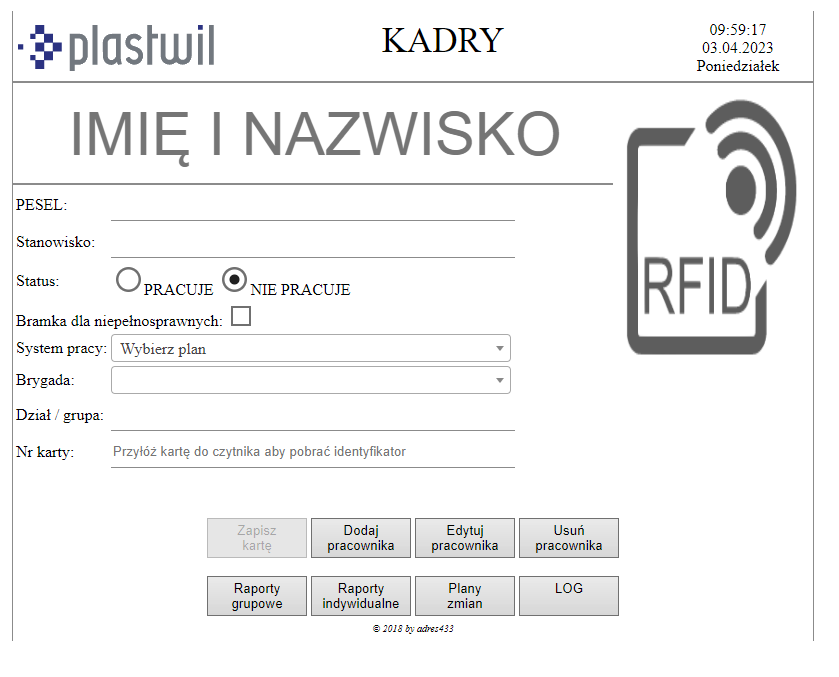 plastwil
KADRY
09:59:17
03.04.2023
Poniedziałek
IMIĘ I NAZWISKO
RFID
PESEL:
Stanowisko:
Status: PRACUJE NIE PRACUJE
Bramka dla niepełnosprawnych:
System pracy: Wybierz plan
Brygada:
Dział / grupa:
Nr karty: Przyłóż kartę do czytnika aby pobrać identyfikator
Zapisz
kartę
Dodaj
pracownika
Edytuj
pracownika
Usuń
pracownika
Raporty
grupowe
Raporty
indywidualne
Plany
zmian
LOG
© 2018 by adres433